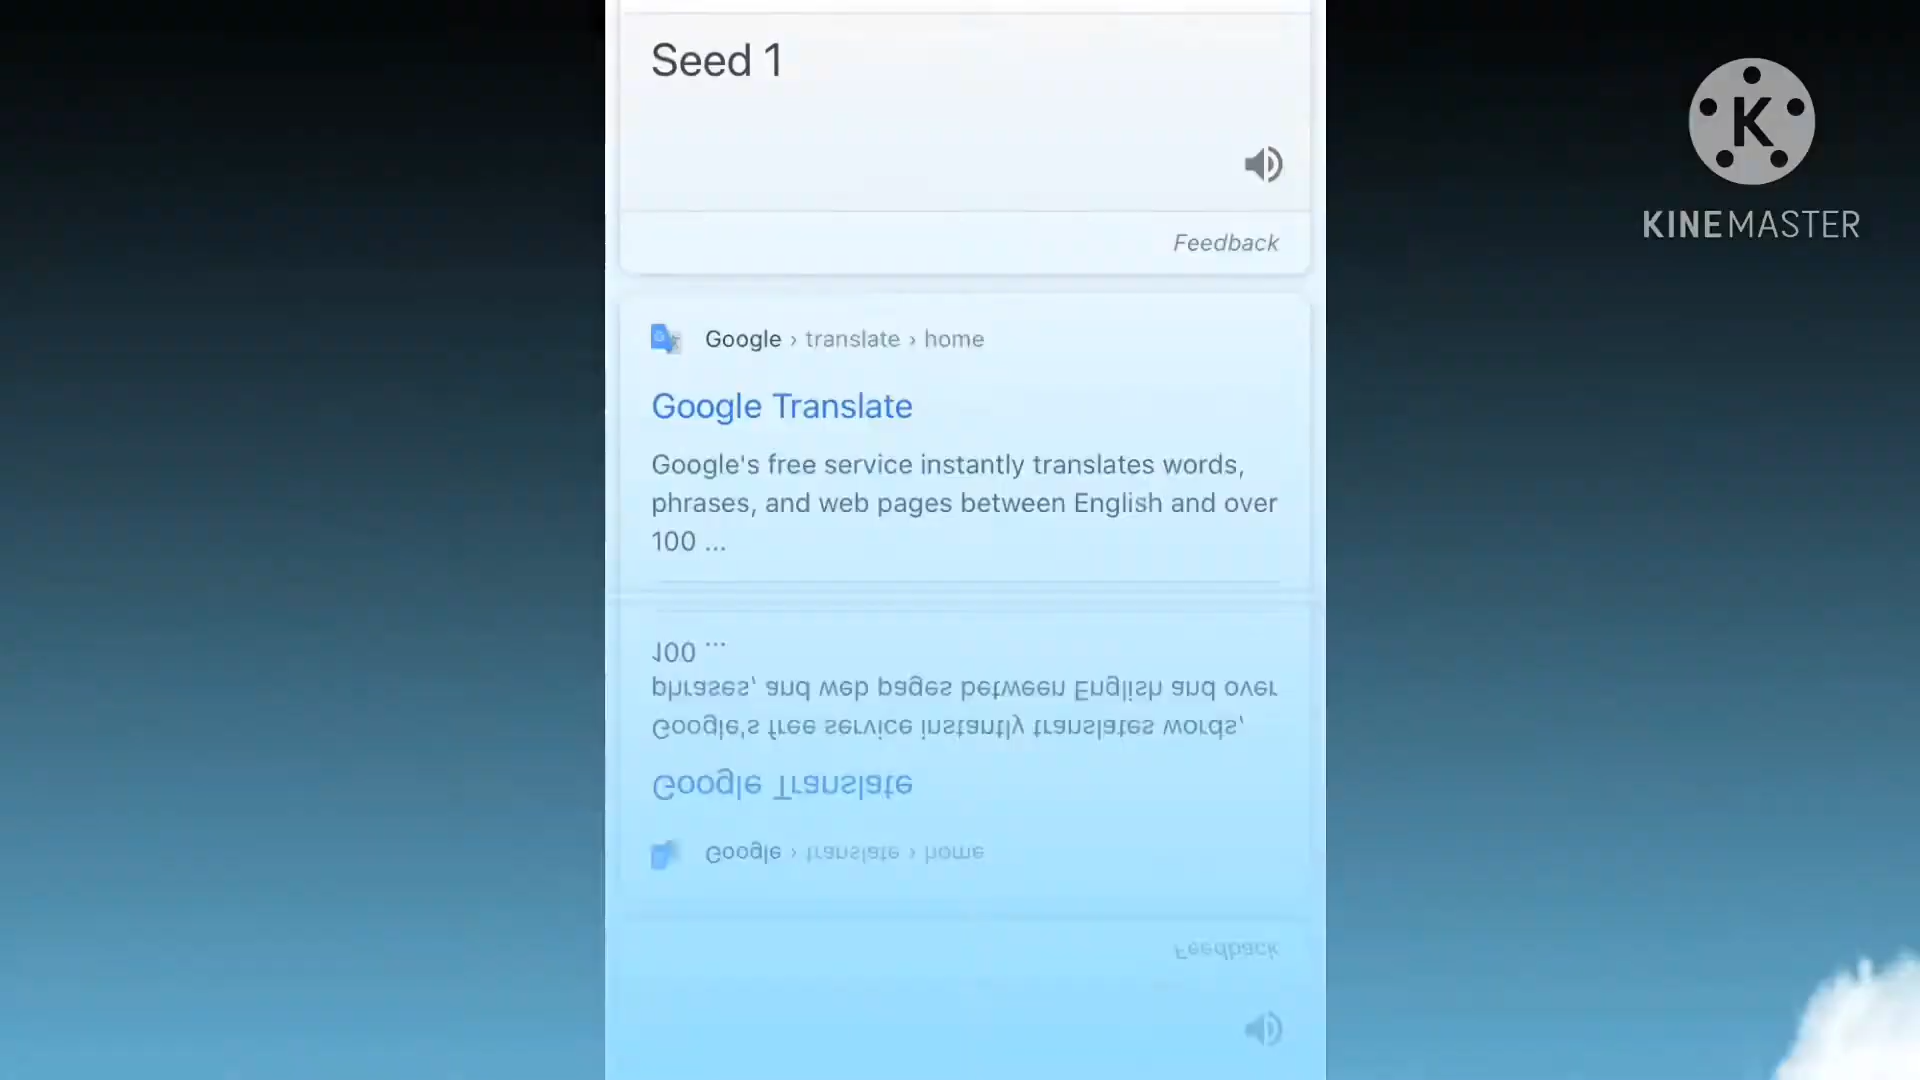 Seed 1
KINEMASTER
Feedback
Google › translate › home
Google Translate
Google's free service instantly translates words,
phrases, and web pages between English and over
100 ...
100 ...
phrases, and web pages between English and over
Google's free service instantly translates words,
Google Translate
Google › translate › home
Feedback